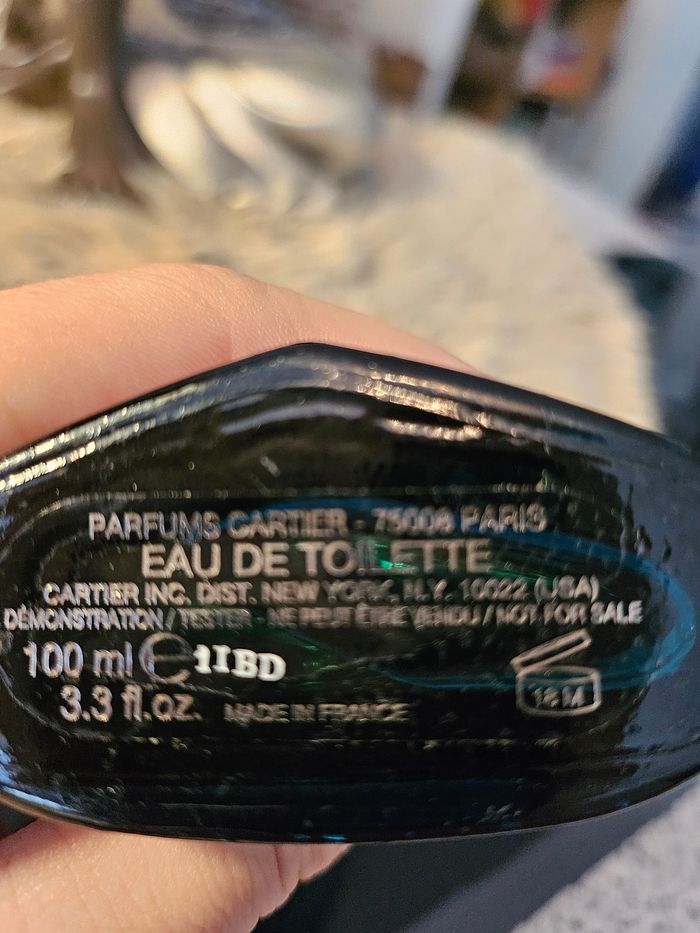 PARFUMS CARTIER - 75008 PARIS
EAU DE TOILETTE
CARTIER INC. DIST. NEW YORK, N.Y. 10022 (USA)
DÉMONSTRATION / TESTER - NE PEUT ÊTRE VENDU / NOT FOR SALE
100 ml ℮ 1IBD
3.3 fl.oz. MADE IN FRANCE
18 M